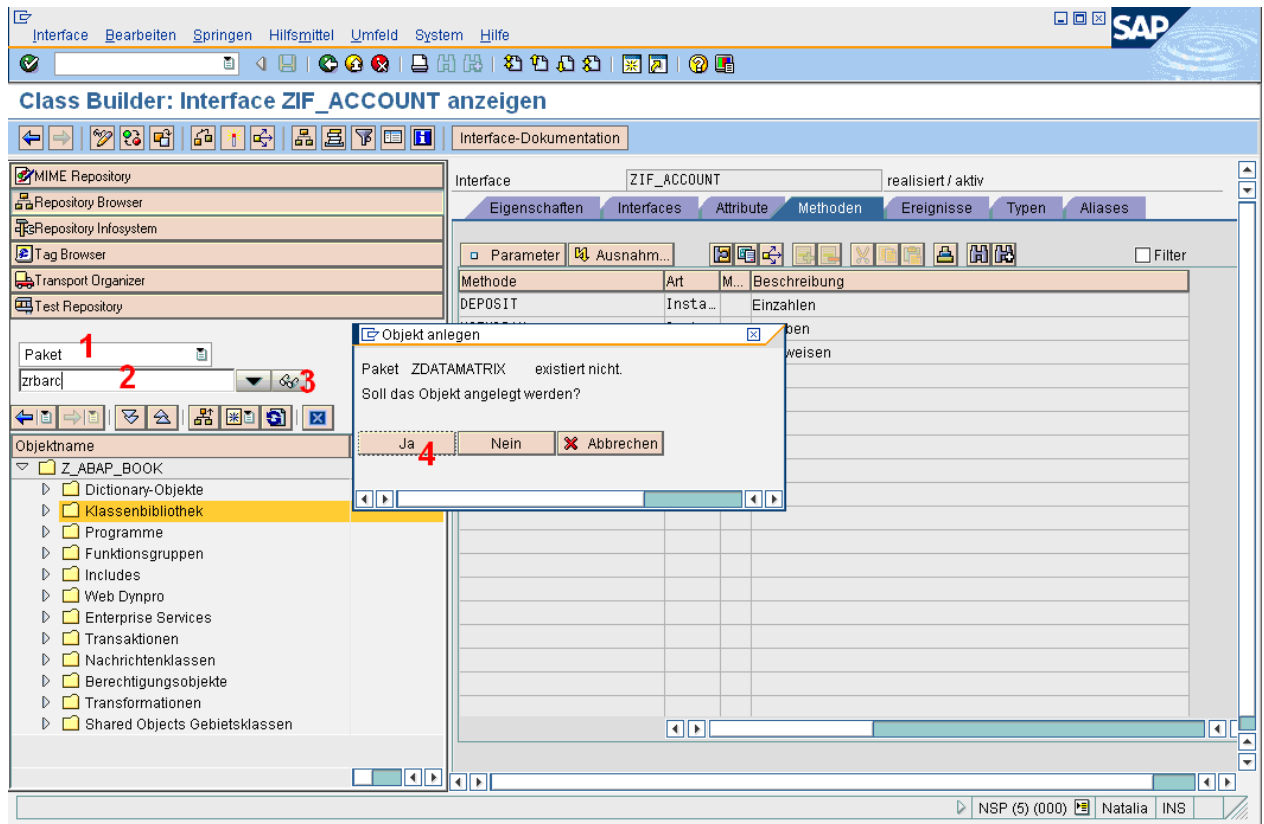 Interface Bearbeiten Springen Hilfsmittel Umfeld System Hilfe
SAP
Class Builder: Interface ZIF_ACCOUNT anzeigen
Interface-Dokumentation
MIME Repository
Repository Browser
Repository Infosystem
Tag Browser
Transport Organizer
Test Repository
1
Paket
zrbarc 2 3
Objektname
Z_ABAP_BOOK
Dictionary-Objekte
Klassenbibliothek
Programme
Funktionsgruppen
Includes
Web Dynpro
Enterprise Services
Transaktionen
Nachrichtenklassen
Berechtigungsobjekte
Transformationen
Shared Objects Gebietsklassen
Interface ZIF_ACCOUNT realisiert / aktiv
Eigenschaften Interfaces Attribute Methoden Ereignisse Typen Aliases
Parameter Ausnahm... Filter
Methode Art M... Beschreibung
DEPOSIT Insta... Einzahlen
ben
weisen
Objekt anlegen
Paket ZDATAMATRIX existiert nicht.
Soll das Objekt angelegt werden?
Ja Nein Abbrechen
4
NSP (5) (000) Natalia INS